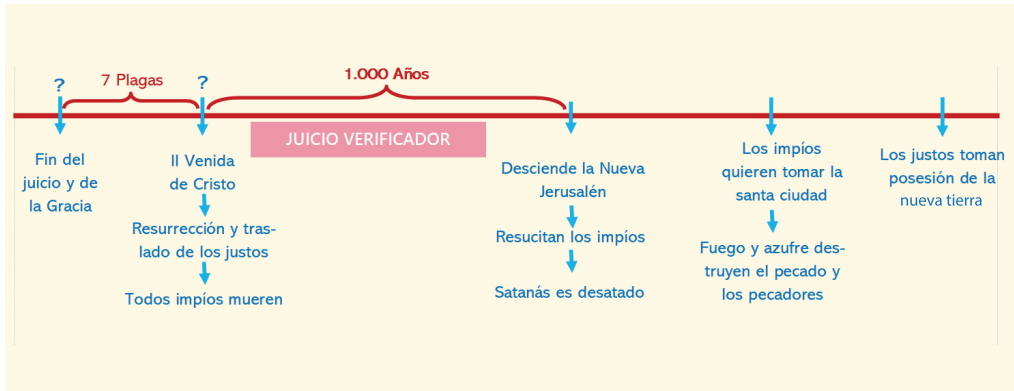 ?
7 Plagas
?
1.000 Años
JUICIO VERIFICADOR
Fin del
juicio y de
la Gracia
II Venida
de Cristo
Resurrección y tras-
lado de los justos
Todos impíos mueren
Desciende la Nueva
Jerusalén
Resucitan los impíos
Satanás es desatado
Los impíos
quieren tomar la
santa ciudad
Fuego y azufre des-
truyen el pecado y
los pecadores
Los justos toman
posesión de la
nueva tierra